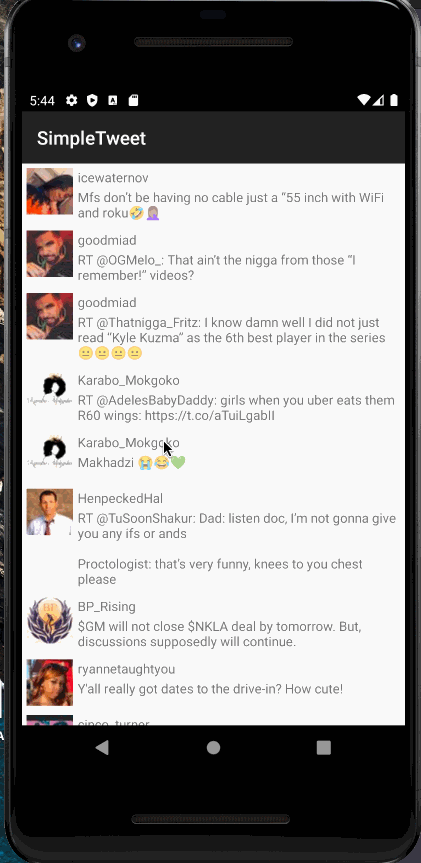 5:44
SimpleTweet
icewaternov
Mfs don't be having no cable just a “55 inch with WiFi
and roku🤣🤦🏼‍♀️
goodmiad
RT @OGMelo_: That ain’t the nigga from those “I
remember!” videos?
goodmiad
RT @Thatnigga_Fritz: I know damn well I did not just
read “Kyle Kuzma” as the 6th best player in the series
😐😐😐😐
Karabo_Mokgoko
RT @AdelesBabyDaddy: girls when you uber eats them
R60 wings: https://t.co/aTuiLgabII
Karabo_Mokgoko
Makhadzi 😭😂💚
HenpeckedHal
RT @TuSoonShakur: Dad: listen doc, I’m not gonna give
you any ifs or ands
Proctologist: that’s very funny, knees to you chest
please
BP_Rising
$GM will not close $NKLA deal by tomorrow. But,
discussions supposedly will continue.
ryannetaughtyou
Y'all really got dates to the drive-in? How cute!